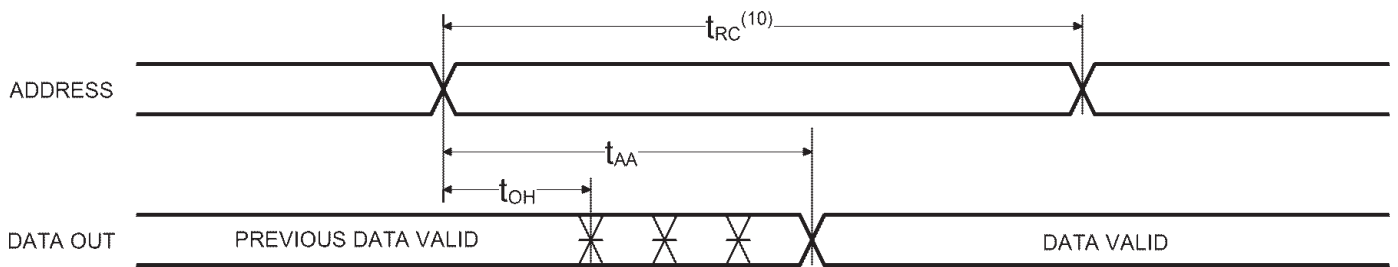 tRC(10)
ADDRESS
tAA
tOH
DATA OUT
PREVIOUS DATA VALID
DATA VALID